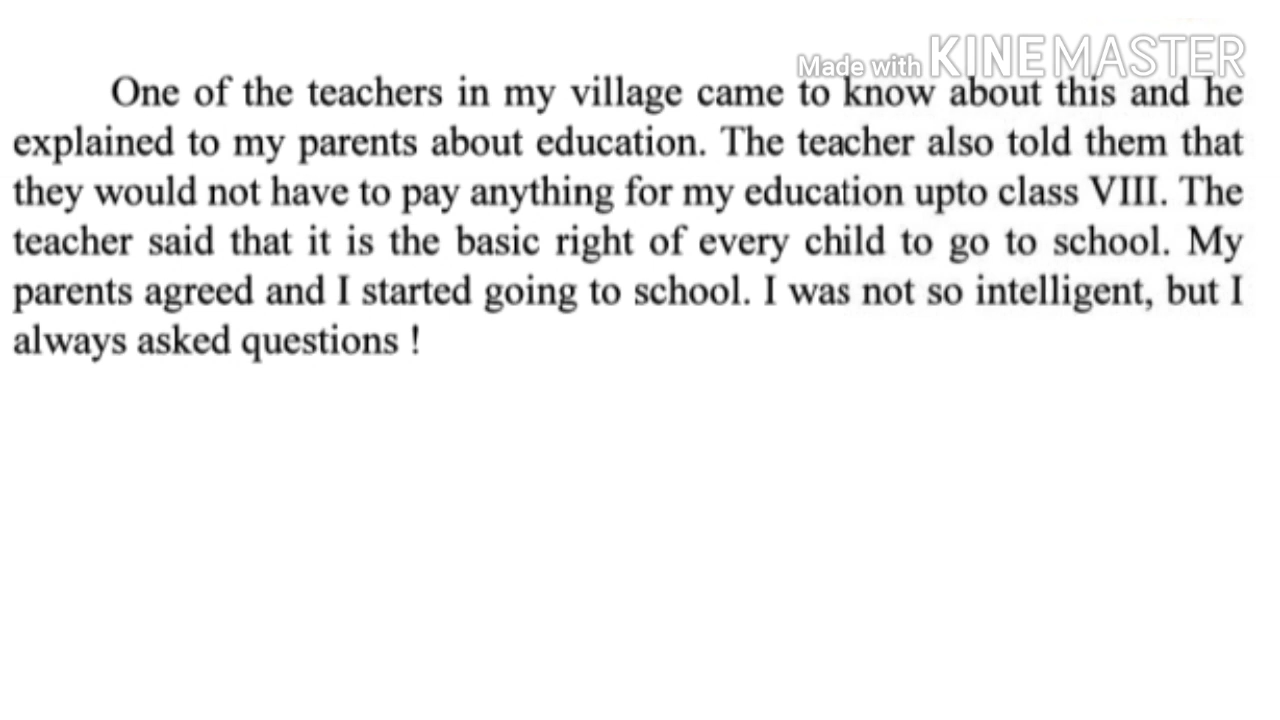 Made with KINEMASTER
One of the teachers in my village came to know about this and he
explained to my parents about education. The teacher also told them that
they would not have to pay anything for my education upto class VIII. The
teacher said that it is the basic right of every child to go to school. My
parents agreed and I started going to school. I was not so intelligent, but I
always asked questions !